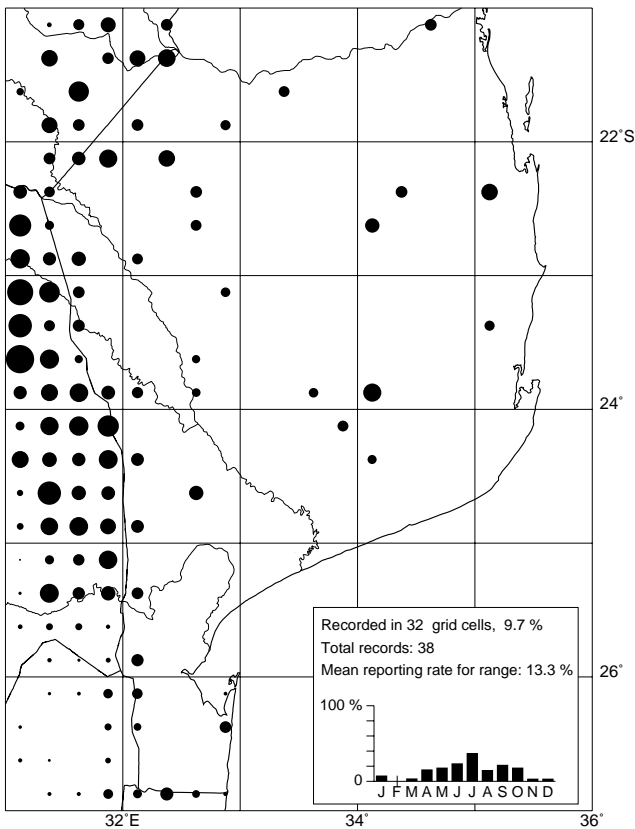 22˚S
24˚
Recorded in 32 grid cells, 9.7 %
Total records: 38
Mean reporting rate for range: 13.3 %
26˚
100 %
0
J F M A M J J A S O N D
32˚E
34˚
36˚